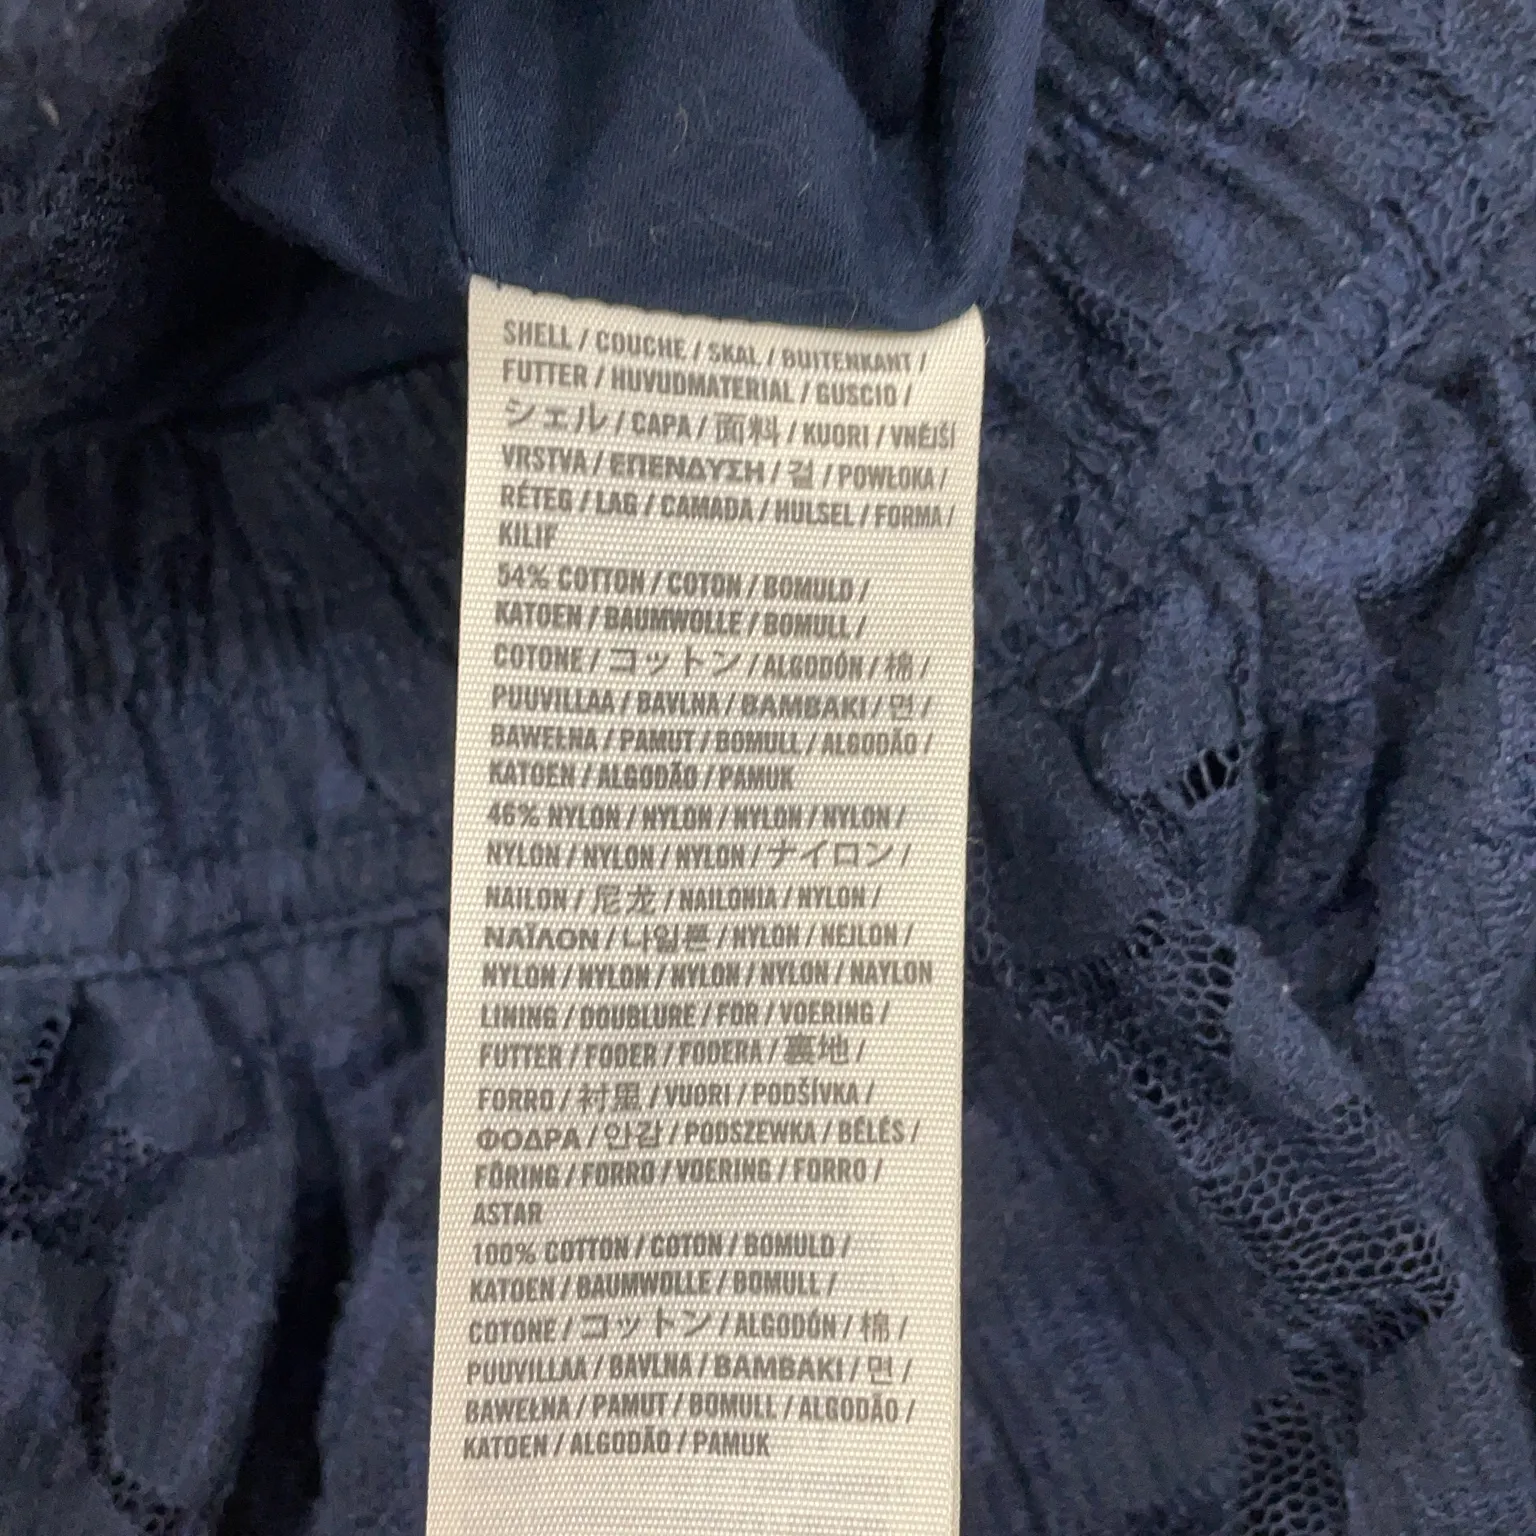 SHELL / COUCHE / SKAL / BUITENKANT /
FUTTER / HUVUDMATERIAL / GUSCIO /
シェル / CAPA / 面料 / KUORI / VNĚJŠÍ
VRSTVA / ΕΠΕΝΔΥΣΗ / 겉 / POWŁOKA /
RÉTEG / LAG / CAMADA / HULSEL / FORMA /
KILIF
54% COTTON / COTON / BOMULD /
KATOEN / BAUMWOLLE / BOMULL /
COTONE / コットン / ALGODÓN / 棉 /
PUUVILLAA / BAVLNA / ΒΑΜΒΑΚΙ / 면 /
BAWEŁNA / PAMUT / BOMULL / ALGODÃO /
KATOEN / ALGODÃO / PAMUK
46% NYLON / NYLON / NYLON / NYLON /
NYLON / NYLON / NYLON / ナイロン /
NAILON / 尼龙 / NAILONIA / NYLON /
ΝΑΪΛΟΝ / 나일론 / NYLON / NEJLON /
NYLON / NYLON / NYLON / NYLON / NAYLON
LINING / DOUBLURE / FOR / VOERING /
FUTTER / FODER / FODERA / 裏地 /
FORRO / 衬里 / VUORI / PODŠÍVKA /
ΦΟΔΡΑ / 안감 / PODSZEWKA / BÉLÉS /
FÔRING / FORRO / VOERING / FORRO /
ASTAR
100% COTTON / COTON / BOMULD /
KATOEN / BAUMWOLLE / BOMULL /
COTONE / コットン / ALGODÓN / 棉 /
PUUVILLAA / BAVLNA / ΒΑΜΒΑΚΙ / 면 /
BAWEŁNA / PAMUT / BOMULL / ALGODÃO /
KATOEN / ALGODÃO / PAMUK